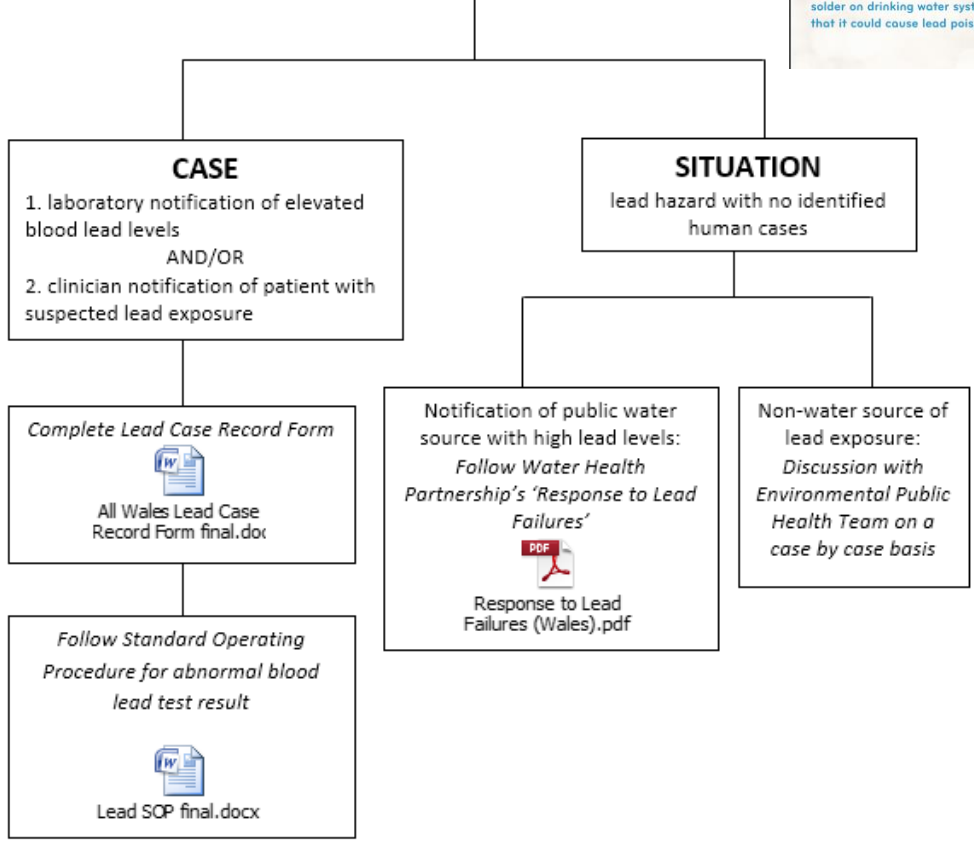 solder on drinking water
that it could cause lead
CASE
1. laboratory notification of elevated
blood lead levels
AND/OR
2. clinician notification of patient with
suspected lead exposure
SITUATION
lead hazard with no identified
human cases
Complete Lead Case Record Form
All Wales Lead Case
Record Form final.doc
Follow Standard Operating
Procedure for abnormal blood
lead test result
Lead SOP final.docx
Notification of public water
source with high lead levels:
Follow Water Health
Partnership's ‘Response to Lead
Failures’
PDF
Response to Lead
Failures (Wales).pdf
Non-water source of
lead exposure:
Discussion with
Environmental Public
Health Team on a
case by case basis